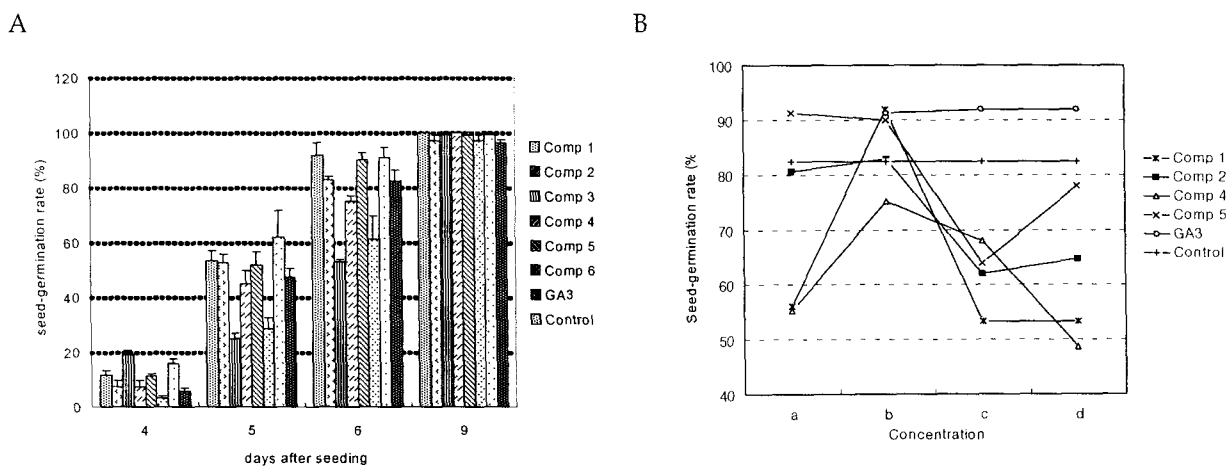 A
120
100
80
60
40
20
0
seed-germination rate (%)
4 5 6 9
days after seeding
Comp 1
Comp 2
Comp 3
Comp 4
Comp 5
Comp 6
GA3
Control
B
100
90
80
70
60
50
40
Seed-germination rate (%
a b c d
Concentration
Comp 1
Comp 2
Comp 4
Comp 5
GA3
Control